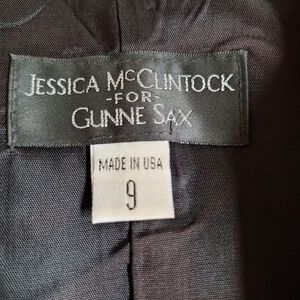 JESSICA MCCLINTOCK
-FOR-
GUNNE SAX
MADE IN USA
9